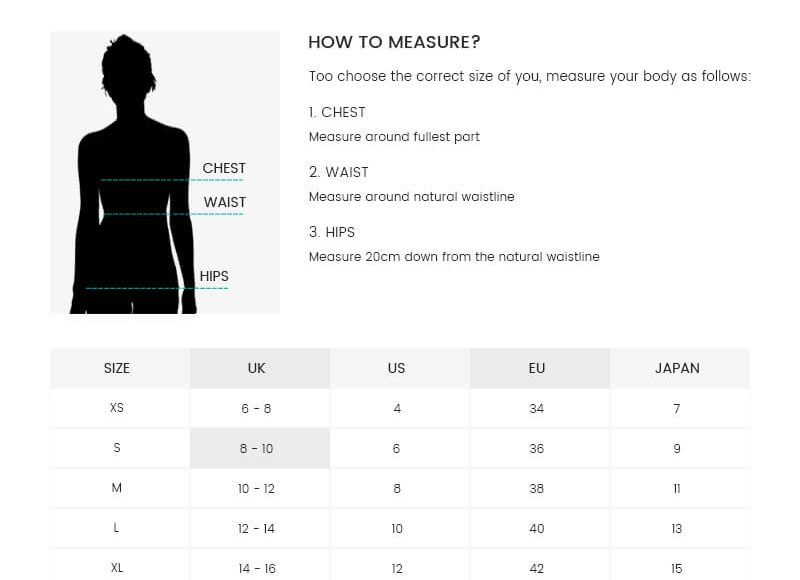 HOW TO MEASURE?
Too choose the correct size of you, measure your body as follows:
1. CHEST
Measure around fullest part
2. WAIST
Measure around natural waistline
3. HIPS
Measure 20cm down from the natural waistline
CHEST
WAIST
HIPS
SIZE UK US EU JAPAN
XS 6 - 8 4 34 7
S 8 - 10 6 36 9
M 10 - 12 8 38 11
L 12 - 14 10 40 13
XL 14 - 16 12 42 15